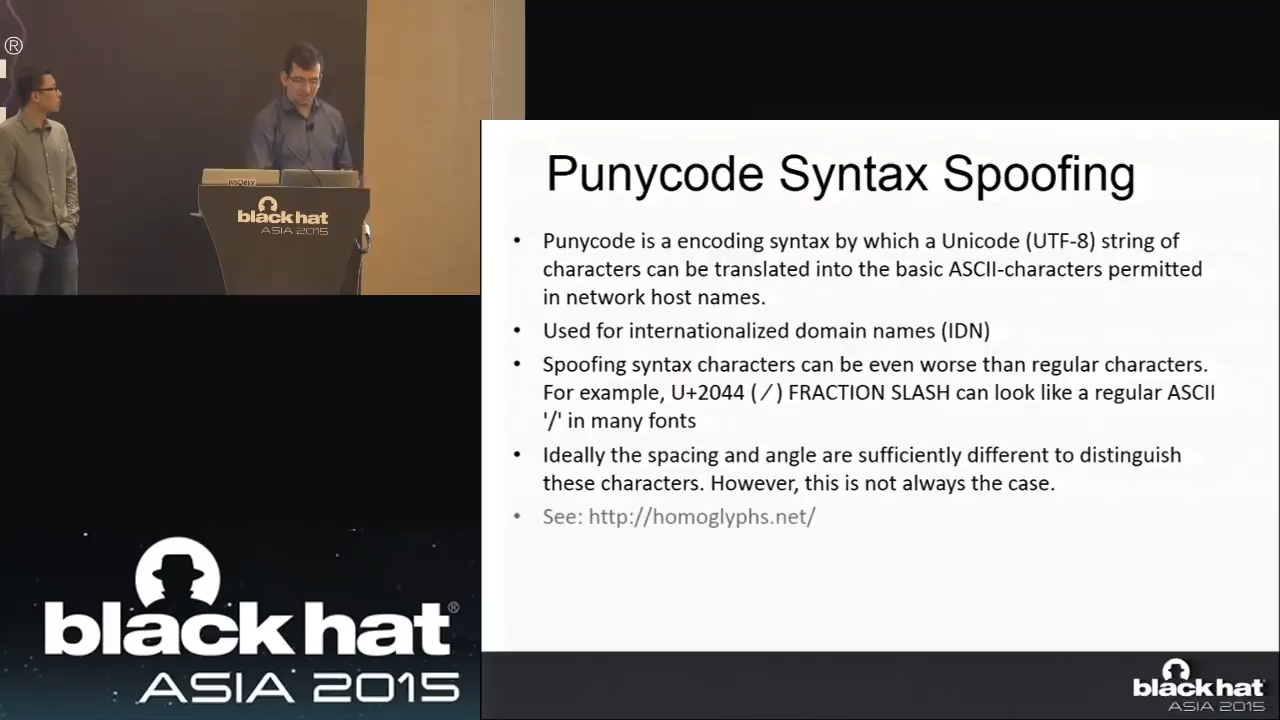 ®
black hat
ASIA 2015
Punycode Syntax Spoofing
• Punycode is a encoding syntax by which a Unicode (UTF-8) string of
characters can be translated into the basic ASCII-characters permitted
in network host names.
• Used for internationalized domain names (IDN)
• Spoofing syntax characters can be even worse than regular characters.
For example, U+2044 ( ⁄ ) FRACTION SLASH can look like a regular ASCII
'/' in many fonts
• Ideally the spacing and angle are sufficiently different to distinguish
these characters. However, this is not always the case.
• See: http://homoglyphs.net/
black hat®
ASIA 2015
black hat®
ASIA 2015